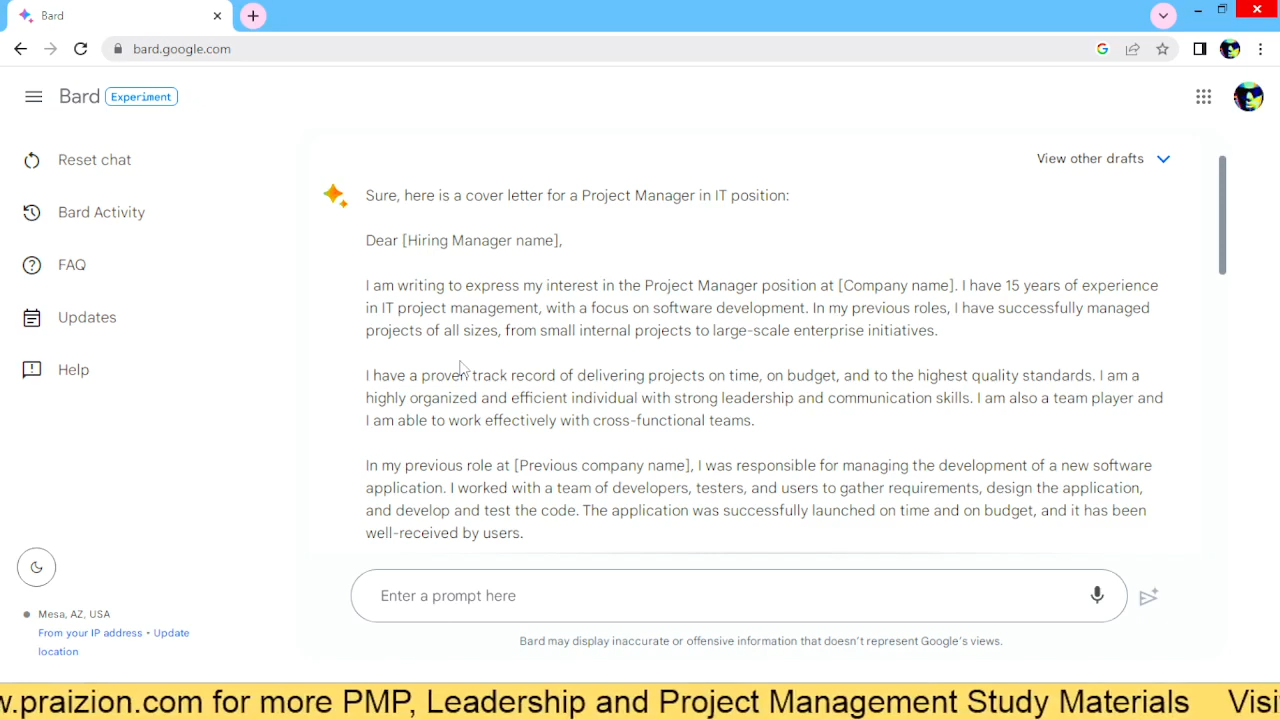 Bard
bard.google.com
Bard Experiment
Reset chat
Bard Activity
FAQ
Updates
Help
Mesa, AZ, USA
From your IP address • Update
location
View other drafts
Sure, here is a cover letter for a Project Manager in IT position:
Dear [Hiring Manager name],
I am writing to express my interest in the Project Manager position at [Company name]. I have 15 years of experience
in IT project management, with a focus on software development. In my previous roles, I have successfully managed
projects of all sizes, from small internal projects to large-scale enterprise initiatives.
I have a proven track record of delivering projects on time, on budget, and to the highest quality standards. I am a
highly organized and efficient individual with strong leadership and communication skills. I am also a team player and
I am able to work effectively with cross-functional teams.
In my previous role at [Previous company name], I was responsible for managing the development of a new software
application. I worked with a team of developers, testers, and users to gather requirements, design the application,
and develop and test the code. The application was successfully launched on time and on budget, and it has been
well-received by users.
Enter a prompt here
Bard may display inaccurate or offensive information that doesn't represent Google's views.
w.praizion.com for more PMP, Leadership and Project Management Study Materials Visi